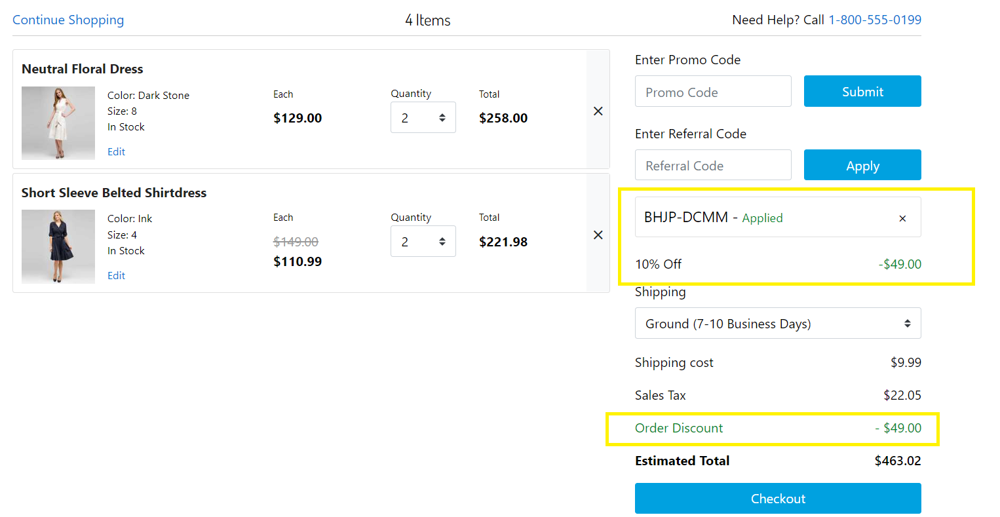 Continue Shopping
4 Items
Need Help? Call 1-800-555-0199
Neutral Floral Dress
Color: Dark Stone
Size: 8
In Stock
Edit
Each
$129.00
Quantity
2
Total
$258.00
×
Short Sleeve Belted Shirtdress
Color: Ink
Size: 4
In Stock
Edit
Each
$149.00
$110.99
Quantity
2
Total
$221.98
×
Enter Promo Code
Promo Code
Submit
Enter Referral Code
Referral Code
Apply
BHJP-DCMM - Applied
×
10% Off -$49.00
Shipping
Ground (7-10 Business Days)
Shipping cost $9.99
Sales Tax $22.05
Order Discount - $49.00
Estimated Total $463.02
Checkout